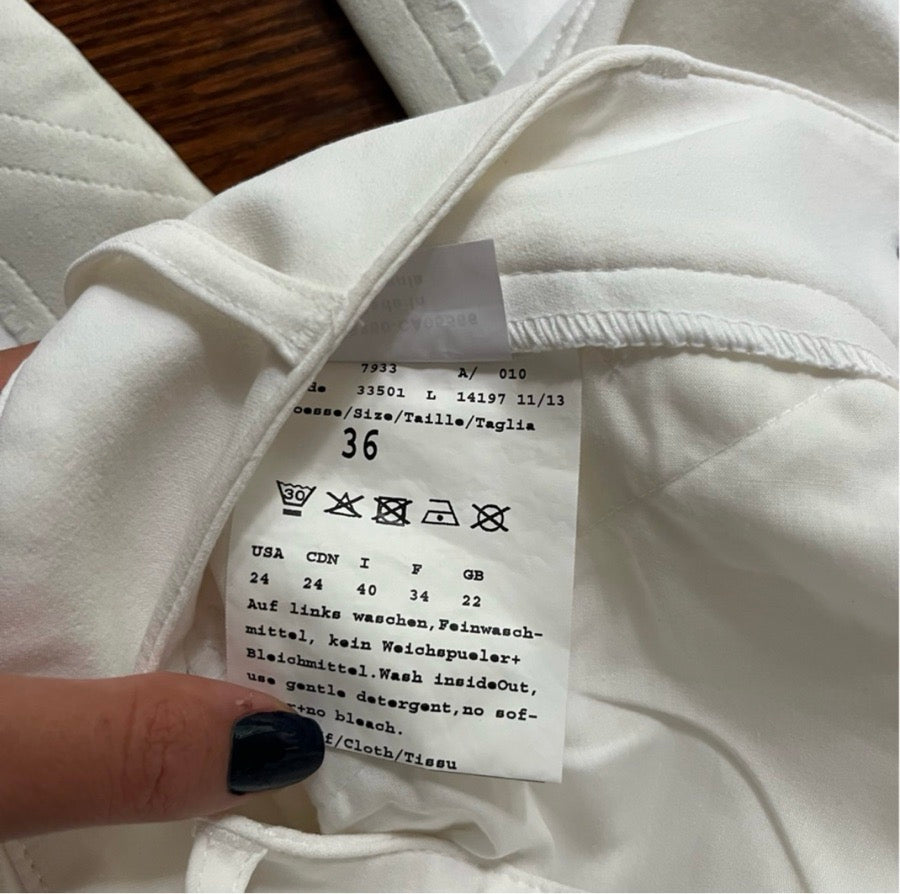 7933 A/ 010
de 33501 L 14197 11/13
oesse/Size/Taille/Taglia
36
30
USA CDN I F GB
24 24 40 34 22
Auf links waschen,Feinwasch-
mittel, kein Weichspueler+
Bleichmittel.Wash insideOut,
use gentle detergent,no sof-
r+no bleach.
f/Cloth/Tissu